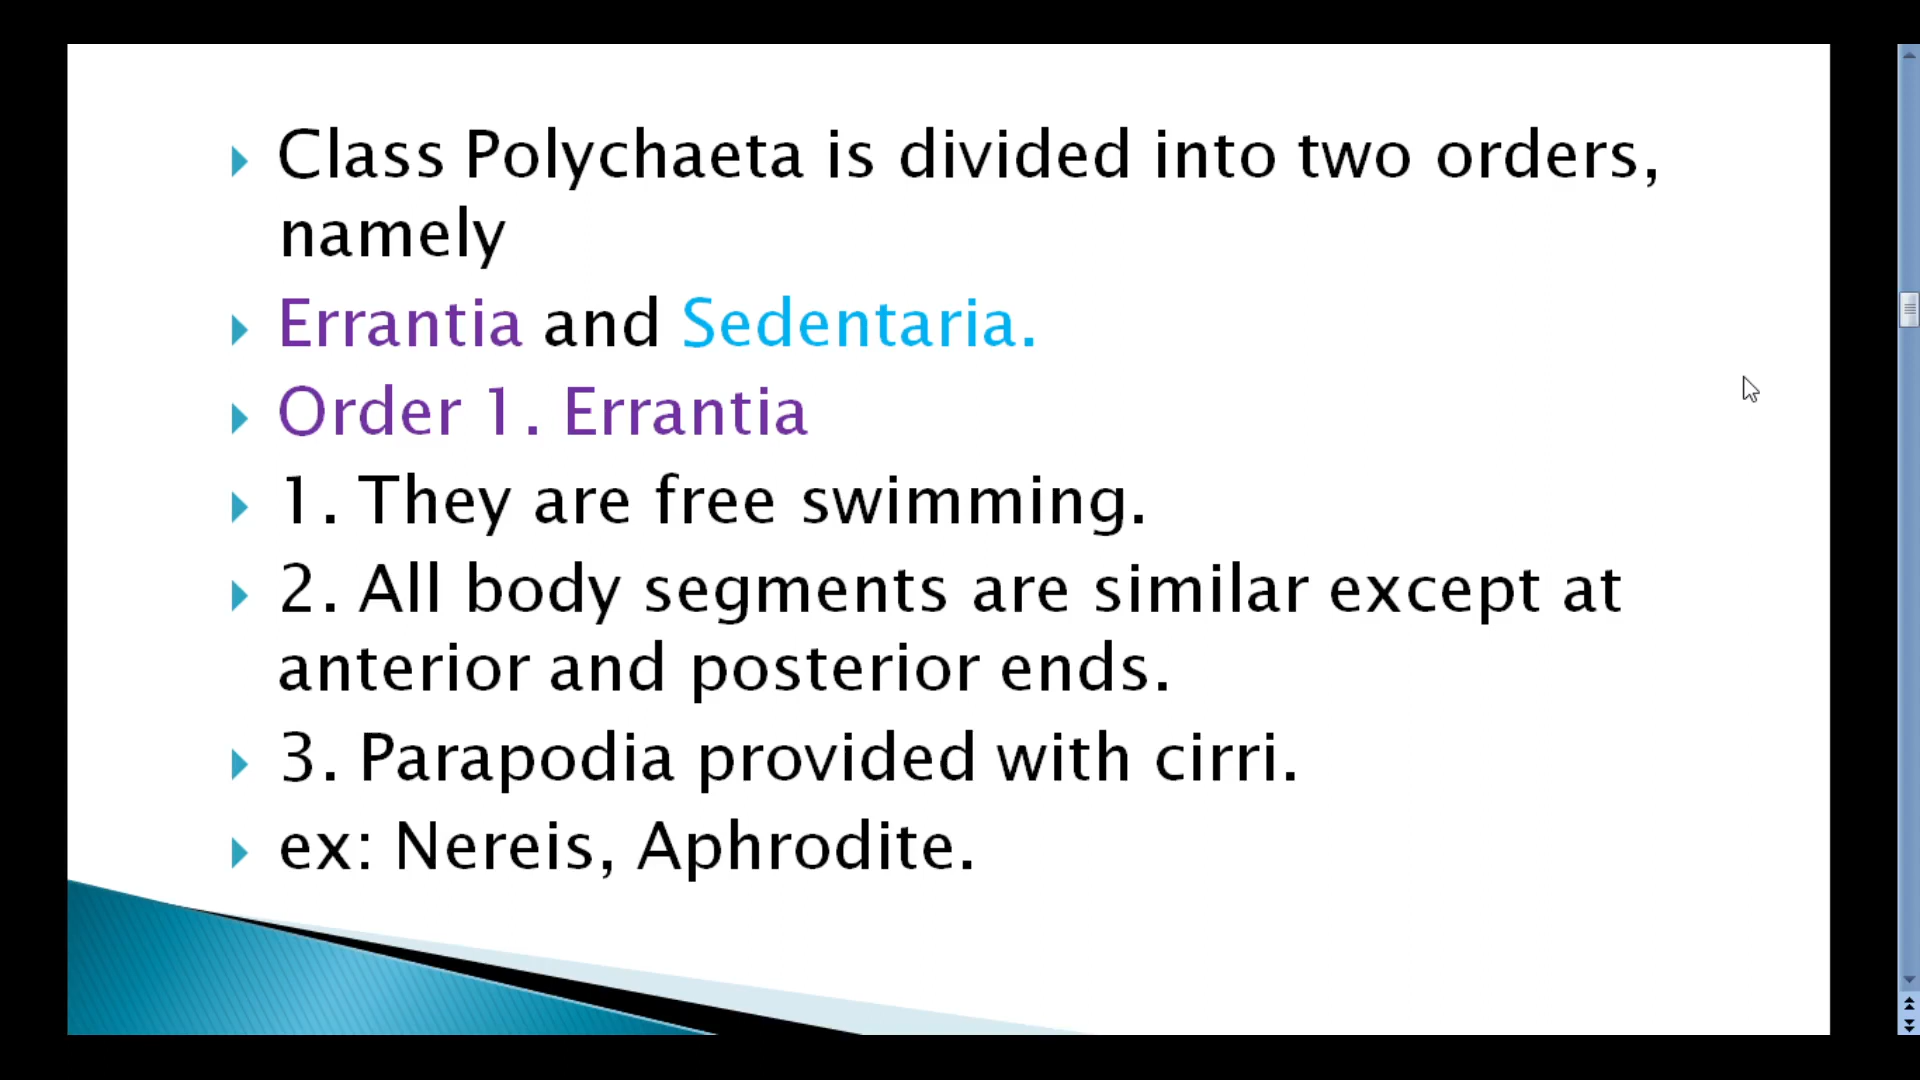 Class Polychaeta is divided into two orders,
namely
Errantia and Sedentaria.
Order 1. Errantia
1. They are free swimming.
2. All body segments are similar except at
anterior and posterior ends.
3. Parapodia provided with cirri.
ex: Nereis, Aphrodite.